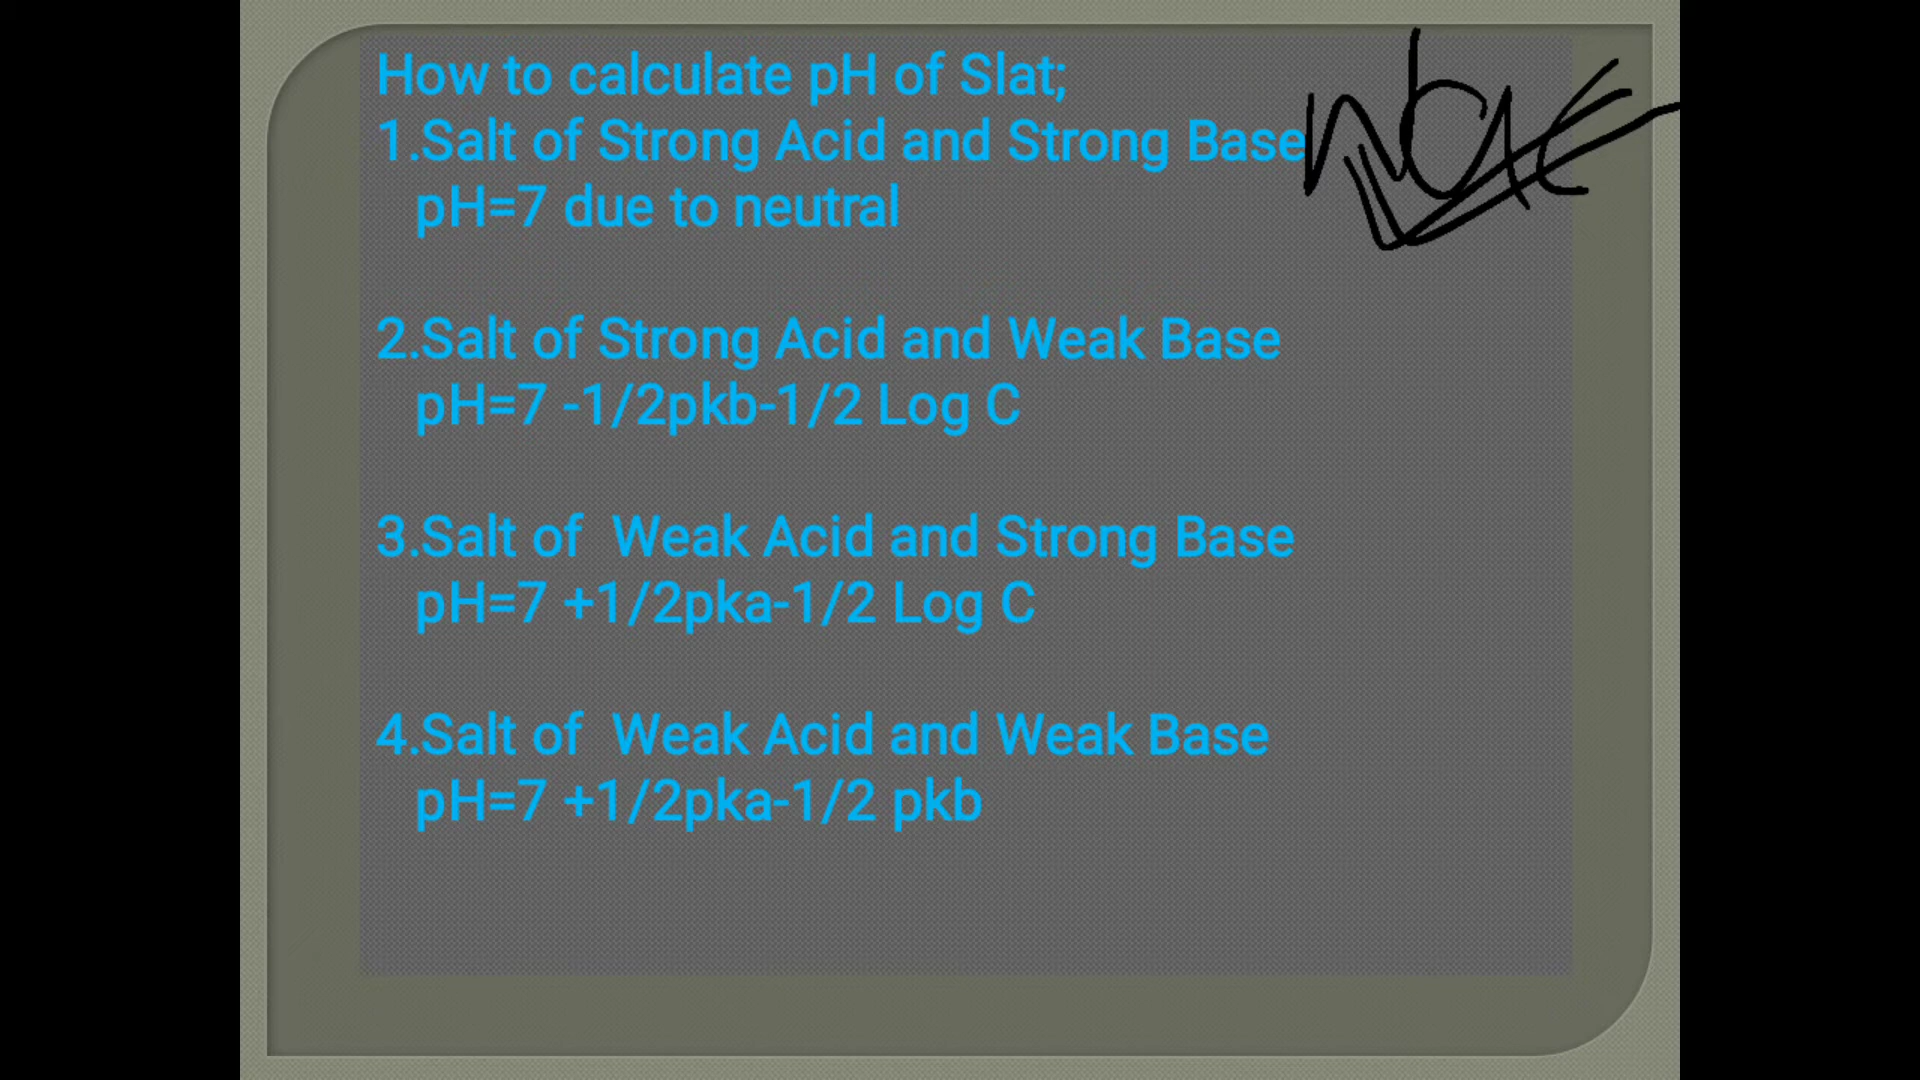 How to calculate pH of Slat;
1.Salt of Strong Acid and Strong Base
pH=7 due to neutral
2.Salt of Strong Acid and Weak Base
pH=7 -1/2pkb-1/2 Log C
3.Salt of Weak Acid and Strong Base
pH=7 +1/2pka-1/2 Log C
4.Salt of Weak Acid and Weak Base
pH=7 +1/2pka-1/2 pkb